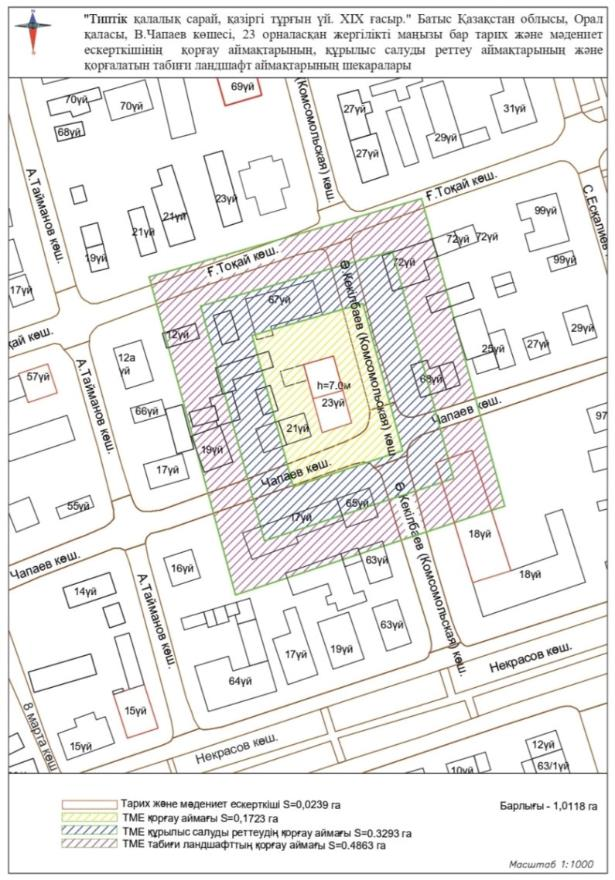 "Типтік қалалық сарай, қазіргі тұрғын үй. XIX ғасыр." Батыс Қазақстан облысы, Орал
қаласы, В.Чапаев көшесі, 23 орналасқан жергілікті маңызы бар тарих және мәдениет
ескерткішінің қорғау аймақтарының, құрылыс салуды реттеу аймақтарының және
қорғалатын табиғи ландшафт аймақтарының шекаралары
69үй
70үй
70үй
68үй
(Комсомольская) көш.
27үй
31үй
29үй
27үй
А.Тайманов көш.
23үй
21үй
21үй
19үй
Ғ.Тоқай көш.
С.Ескалиев
99үй
72үй
72үй
99үй
17үй
Ғ.Тоқай көш.
72үй
67үй
Ә.Кекілбаев (Комсомольская) көш.
қай көш.
12үй
29үй
27үй
25үй
12а
үй
57үй
А.Тайманов көш.
h=7.0м
68үй
23үй
66үй
Чапаев көш.
97
21үй
19үй
17үй
Чапаев көш.
55үй
65үй
17үй
Ә.Кекілбаев (Комсомольская) көш.
18үй
63үй
Чапаев көш.
16үй
18үй
14үй
А.Тайманов көш.
63үй
17үй
19үй
Некрасов көш.
64үй
15үй
8 марта көш.
15үй
Некрасов көш.
12үй
10үй
63/1үй
Тарих және мәдениет ескерткіші S=0,0239 га
Барлығы - 1,0118 га
ТМЕ қорғау аймағы S=0,1723 га
ТМЕ құрылыс салуды реттеудің қорғау аймағы S=0.3293 га
ТМЕ табиғи ландшафттың қорғау аймағы S=0.4863 га
Масштаб 1:1000